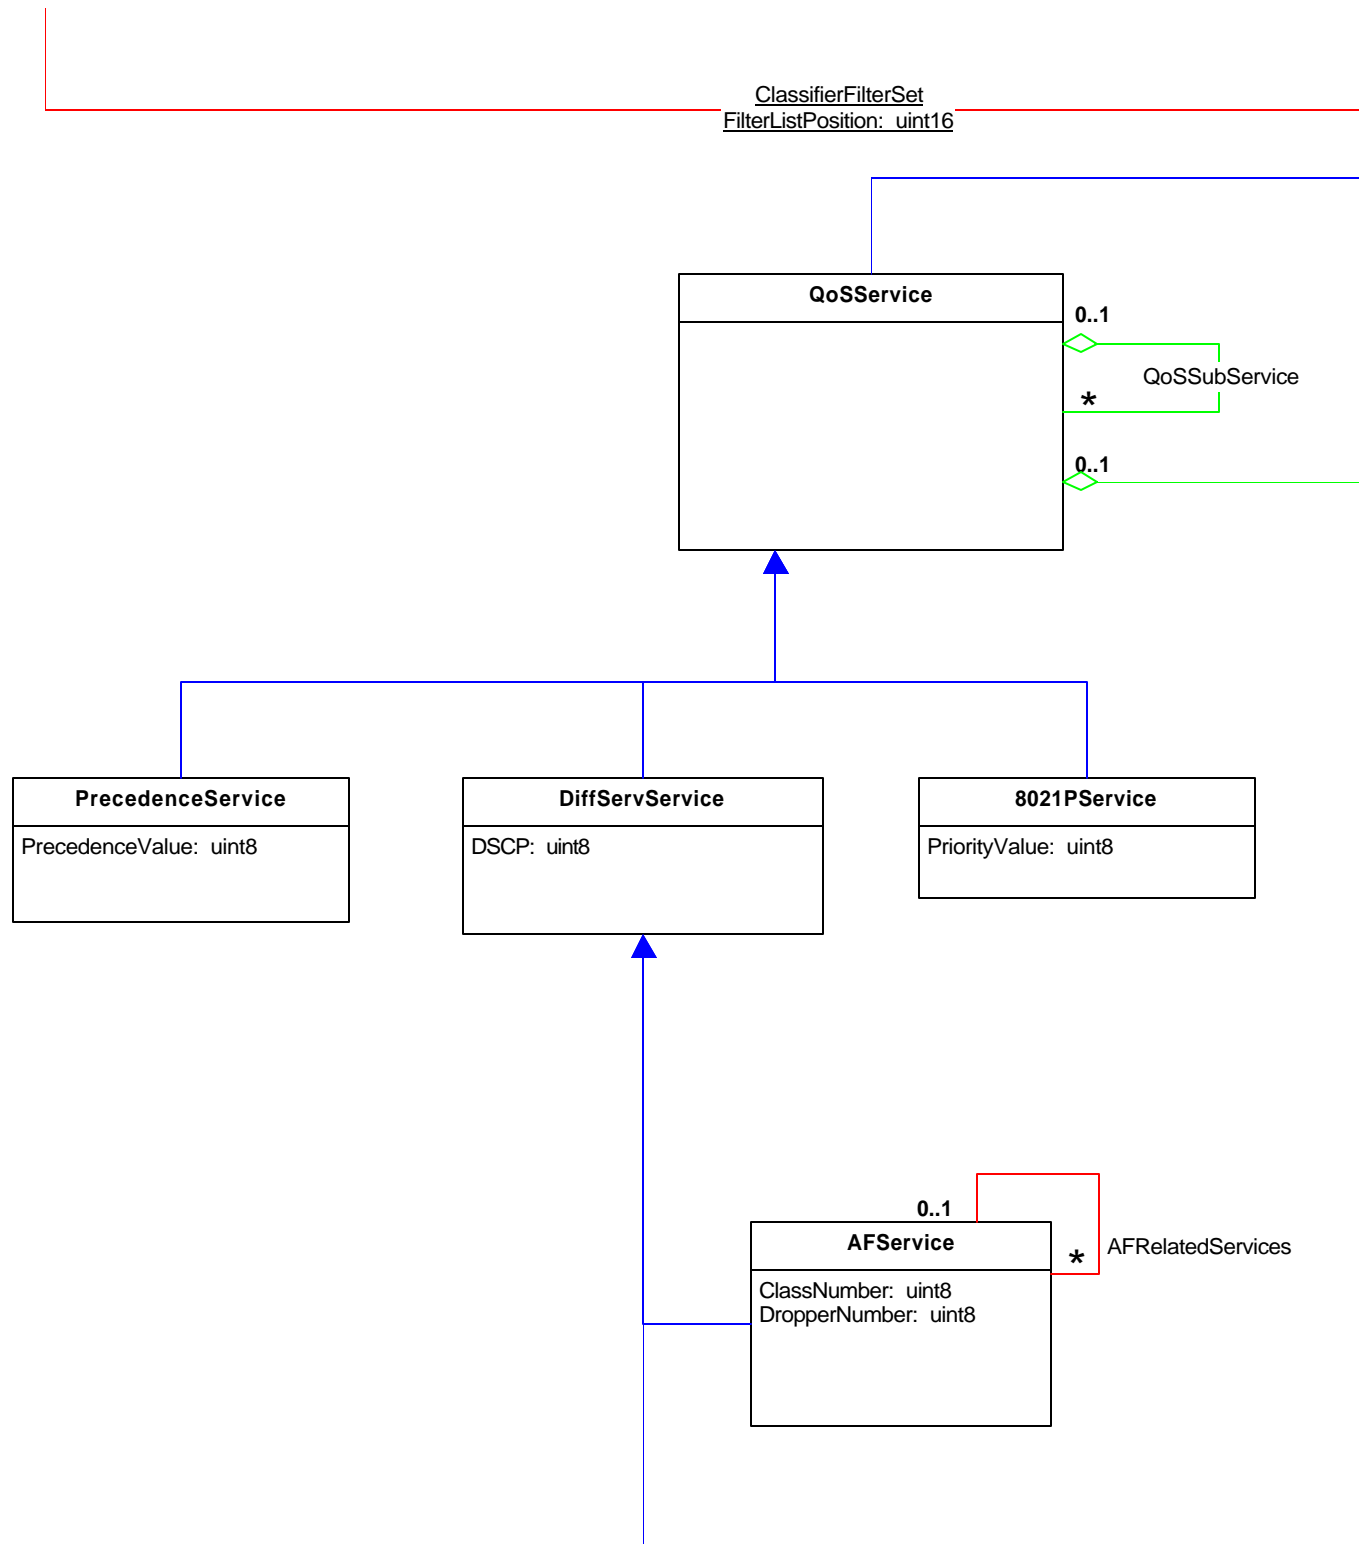 ClassifierFilterSet
FilterListPosition: uint16
QoSService
0..1
QoSSubService
*
0..1
PrecedenceService
PrecedenceValue: uint8
DiffServService
DSCP: uint8
8021PService
PriorityValue: uint8
0..1
AFService
*
AFRelatedServices
ClassNumber: uint8
DropperNumber: uint8